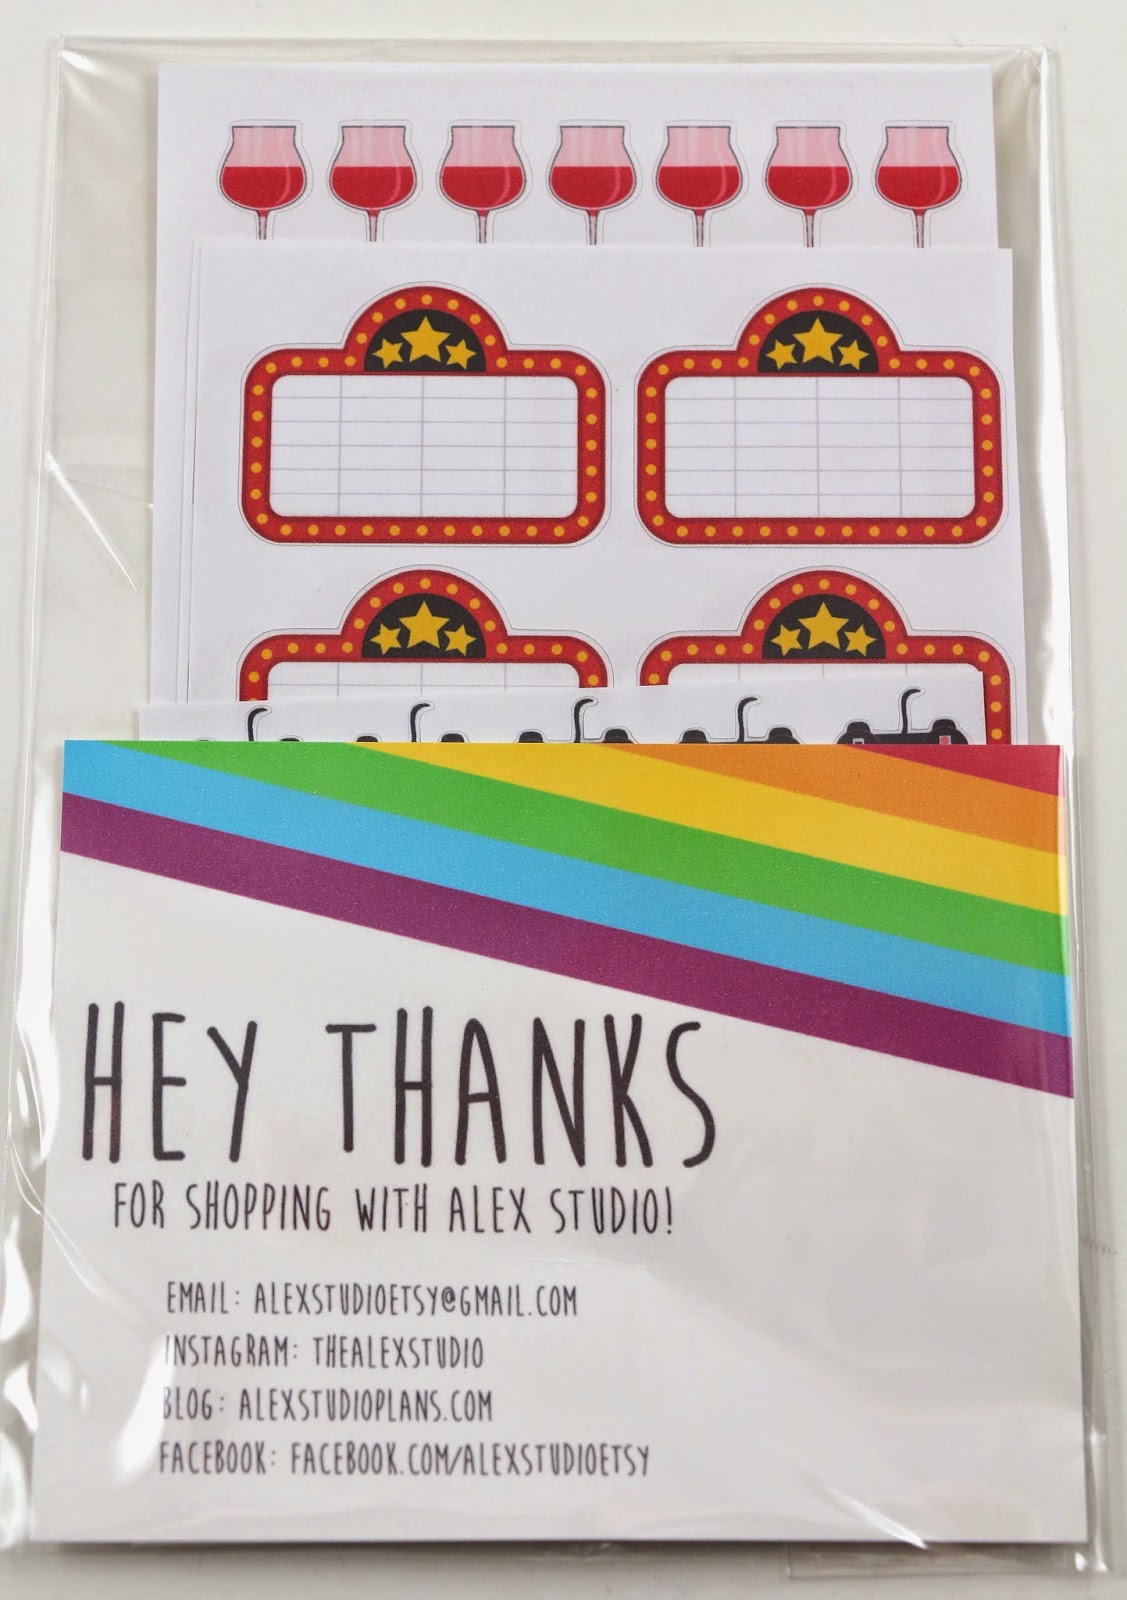 HEY THANKS
FOR SHOPPING WITH ALEX STUDIO!
EMAIL: ALEXSTUDIOETSY@GMAIL.COM
INSTAGRAM: THEALEXSTUDIO
BLOG: ALEXSTUDIOPLANS.COM
FACEBOOK: FACEBOOK.COM/ALEXSTUDIOETSY